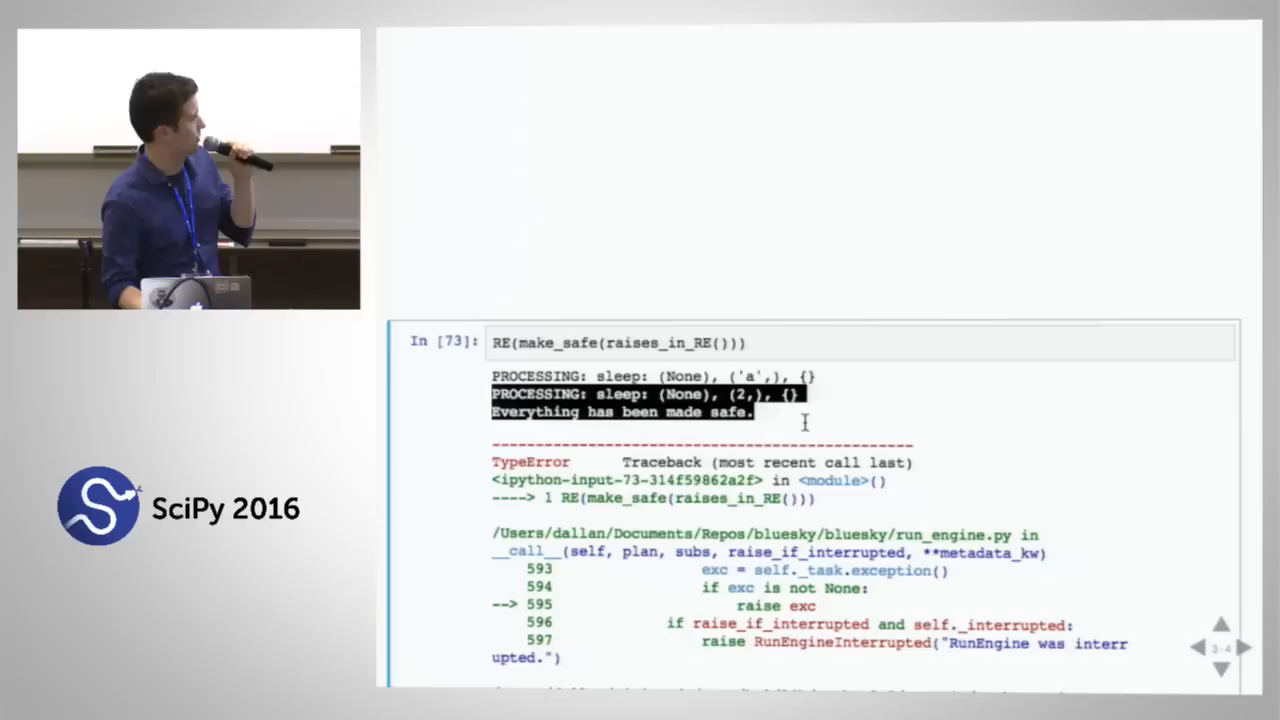 In [73]: RE(make_safe(raises_in_RE()))
PROCESSING: sleep: (None), ('a',), {}
PROCESSING: sleep: (None), (2,), {}
Everything has been made safe.
---------------------------------------------------------------------------
TypeError Traceback (most recent call last)
<ipython-input-73-314f59862a2f> in <module>()
----> 1 RE(make_safe(raises_in_RE()))
/Users/dallan/Documents/Repos/bluesky/bluesky/run_engine.py in
__call__(self, plan, subs, raise_if_interrupted, **metadata_kw)
593 exc = self._task.exception()
594 if exc is not None:
--> 595 raise exc
596 if raise_if_interrupted and self._interrupted:
597 raise RunEngineInterrupted("RunEngine was interr
upted.")
3-4
SciPy 2016